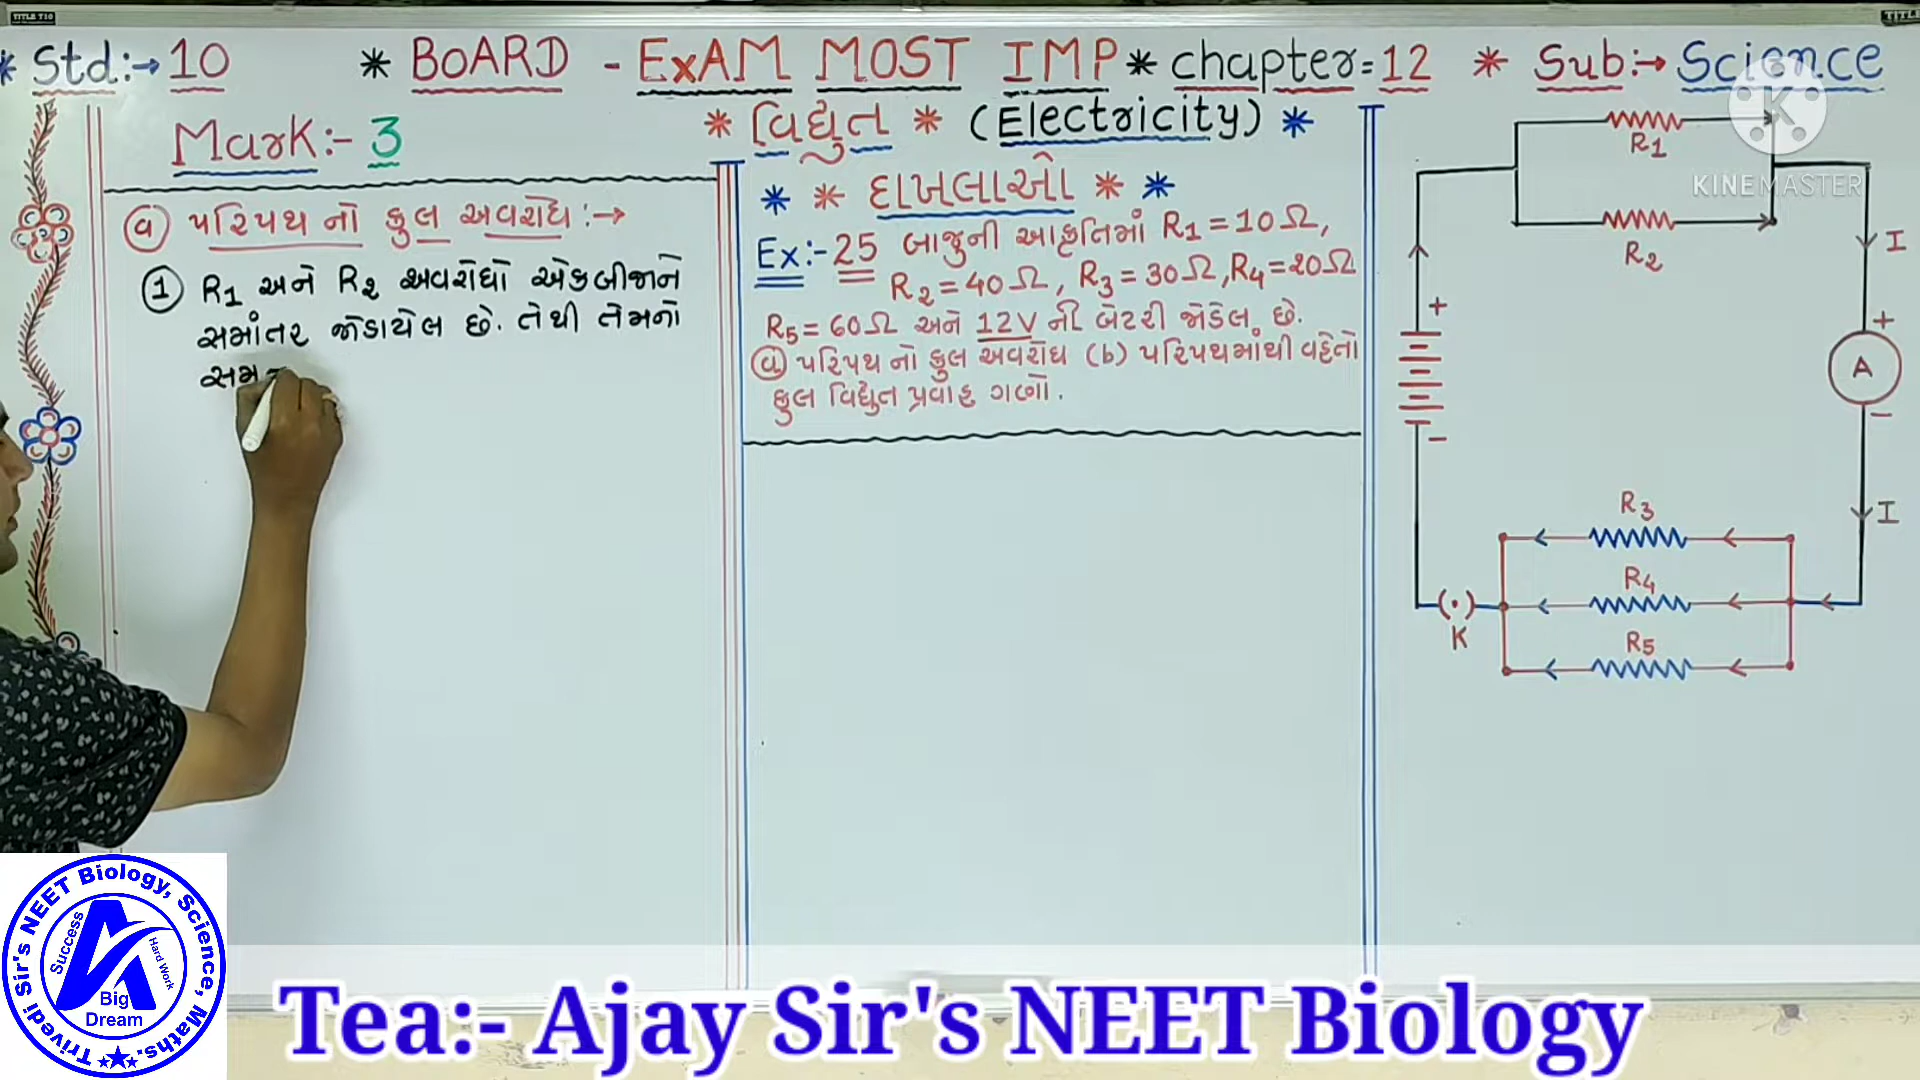 * Std:→ 10 * BOARD - ExAM MOST IMP * chapter = 12 * Sub:→ Science
Mark:- 3
* વિદ્યુત * (Electricity) *
a પરિપથ નો કુલ અવરોધ :→
1 R1 અને R2 અવરોધો એકબીજાને
સમાંતર જોડાયેલ છે. તેથી તેમનો
સમ
* * દાખલાઓ * *
Ex:- 25 બાજુની આકૃતિમાં R1 = 10Ω,
R2 = 40Ω, R3 = 30Ω, R4 = 20Ω
R5 = 60Ω અને 12V ની બેટરી જોડેલ છે.
a પરિપથ નો કુલ અવરોધ (b) પરિપથમાંથી વહેતો
કુલ વિદ્યુત પ્રવાહ ગણો.
R1
R2
I
+
+
A
-
-
I
R3
R4
R5
K
KINEMASTER
Trivedi Sir's NEET Biology, Science, Maths,
Success
Hard Work
Big
Dream
Tea:- Ajay Sir's NEET Biology